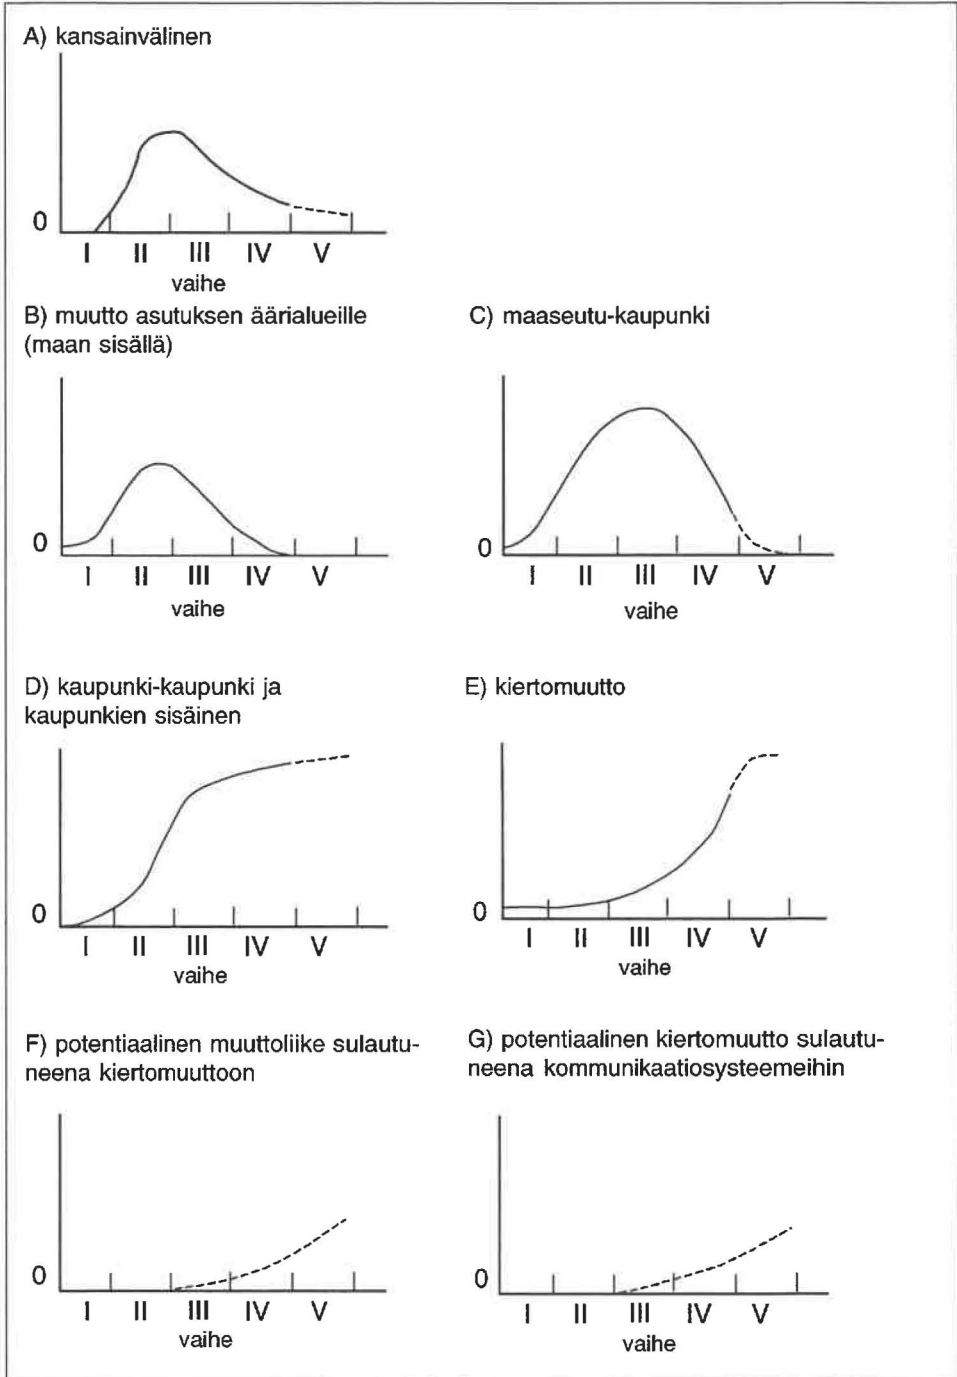 A) kansainvälinen
0
I II III IV V
vaihe
B) muutto asutuksen äärialueille
(maan sisällä)
0
I II III IV V
vaihe
C) maaseutu-kaupunki
0
I II III IV V
vaihe
D) kaupunki-kaupunki ja
kaupunkien sisäinen
0
I II III IV V
vaihe
E) kiertomuutto
0
I II III IV V
vaihe
F) potentiaalinen muuttoliike sulautu-
neena kiertomuuttoon
0
I II III IV V
vaihe
G) potentiaalinen kiertomuutto sulautu-
neena kommunikaatiosysteemeihin
0
I II III IV V
vaihe